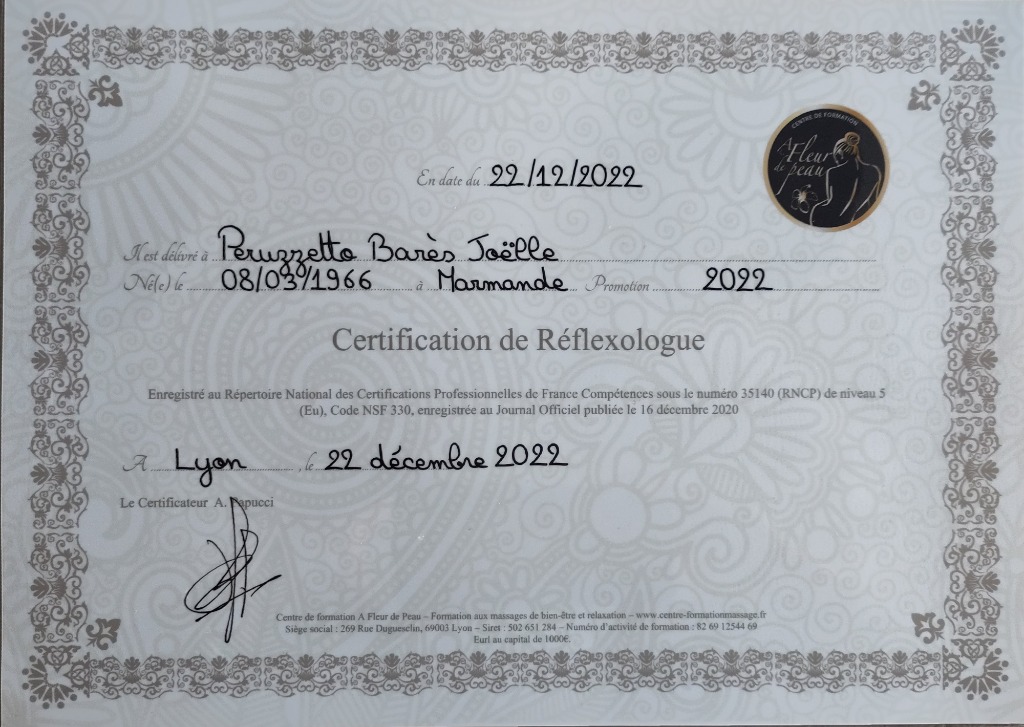 CENTRE DE FORMATION
A Fleur
de peau
En date du 22/12/2022
Il est délivré à Peruzzetto Barès Joëlle
Né(e) le 08/03/1966 à Marmande Promotion 2022
Certification de Réflexologue
Enregistré au Répertoire National des Certifications Professionnelles de France Compétences sous le numéro 35140 (RNCP) de niveau 5
(Eu), Code NSF 330, enregistrée au Journal Officiel publiée le 16 décembre 2020
A Lyon, le 22 décembre 2022
Le Certificateur A. Papucci
Centre de formation A Fleur de Peau – Formation aux massages de bien-être et relaxation – www.centre-formationmassage.fr
Siège social : 269 Rue Duguesclin, 69003 Lyon – Siret : 502 651 284 – Numéro d'activité de formation : 82 69 12544 69
Eurl au capital de 1000€.